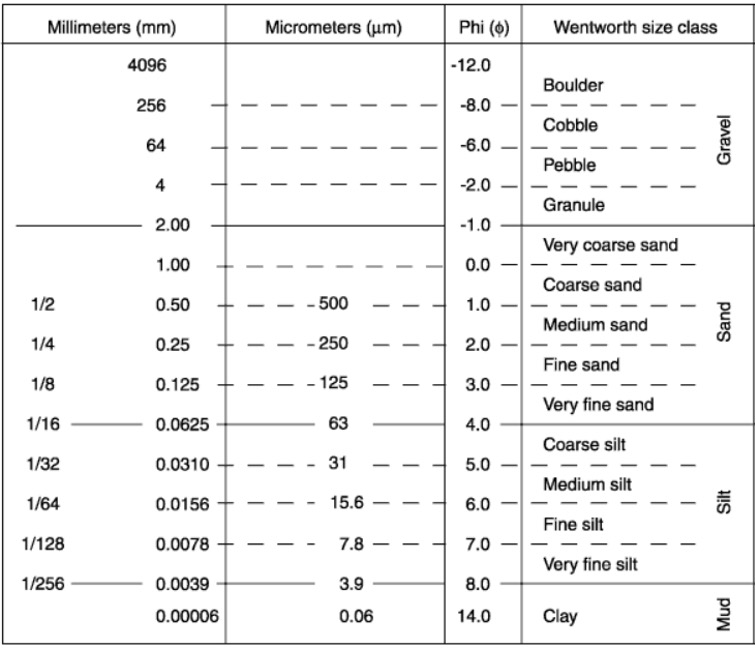 Millimeters (mm) Micrometers (μm) Phi (ϕ) Wentworth size class
4096 -12.0
Boulder
256 -8.0
Cobble
64 -6.0
Pebble
4 -2.0
Granule
Gravel
2.00 -1.0
Very coarse sand
1.00 0.0
Coarse sand
1/2 0.50 500 1.0
Medium sand
1/4 0.25 250 2.0
Fine sand
1/8 0.125 125 3.0
Very fine sand
Sand
1/16 0.0625 63 4.0
Coarse silt
1/32 0.0310 31 5.0
Medium silt
1/64 0.0156 15.6 6.0
Fine silt
1/128 0.0078 7.8 7.0
Very fine silt
Silt
1/256 0.0039 3.9 8.0
0.00006 0.06 14.0 Clay
Mud